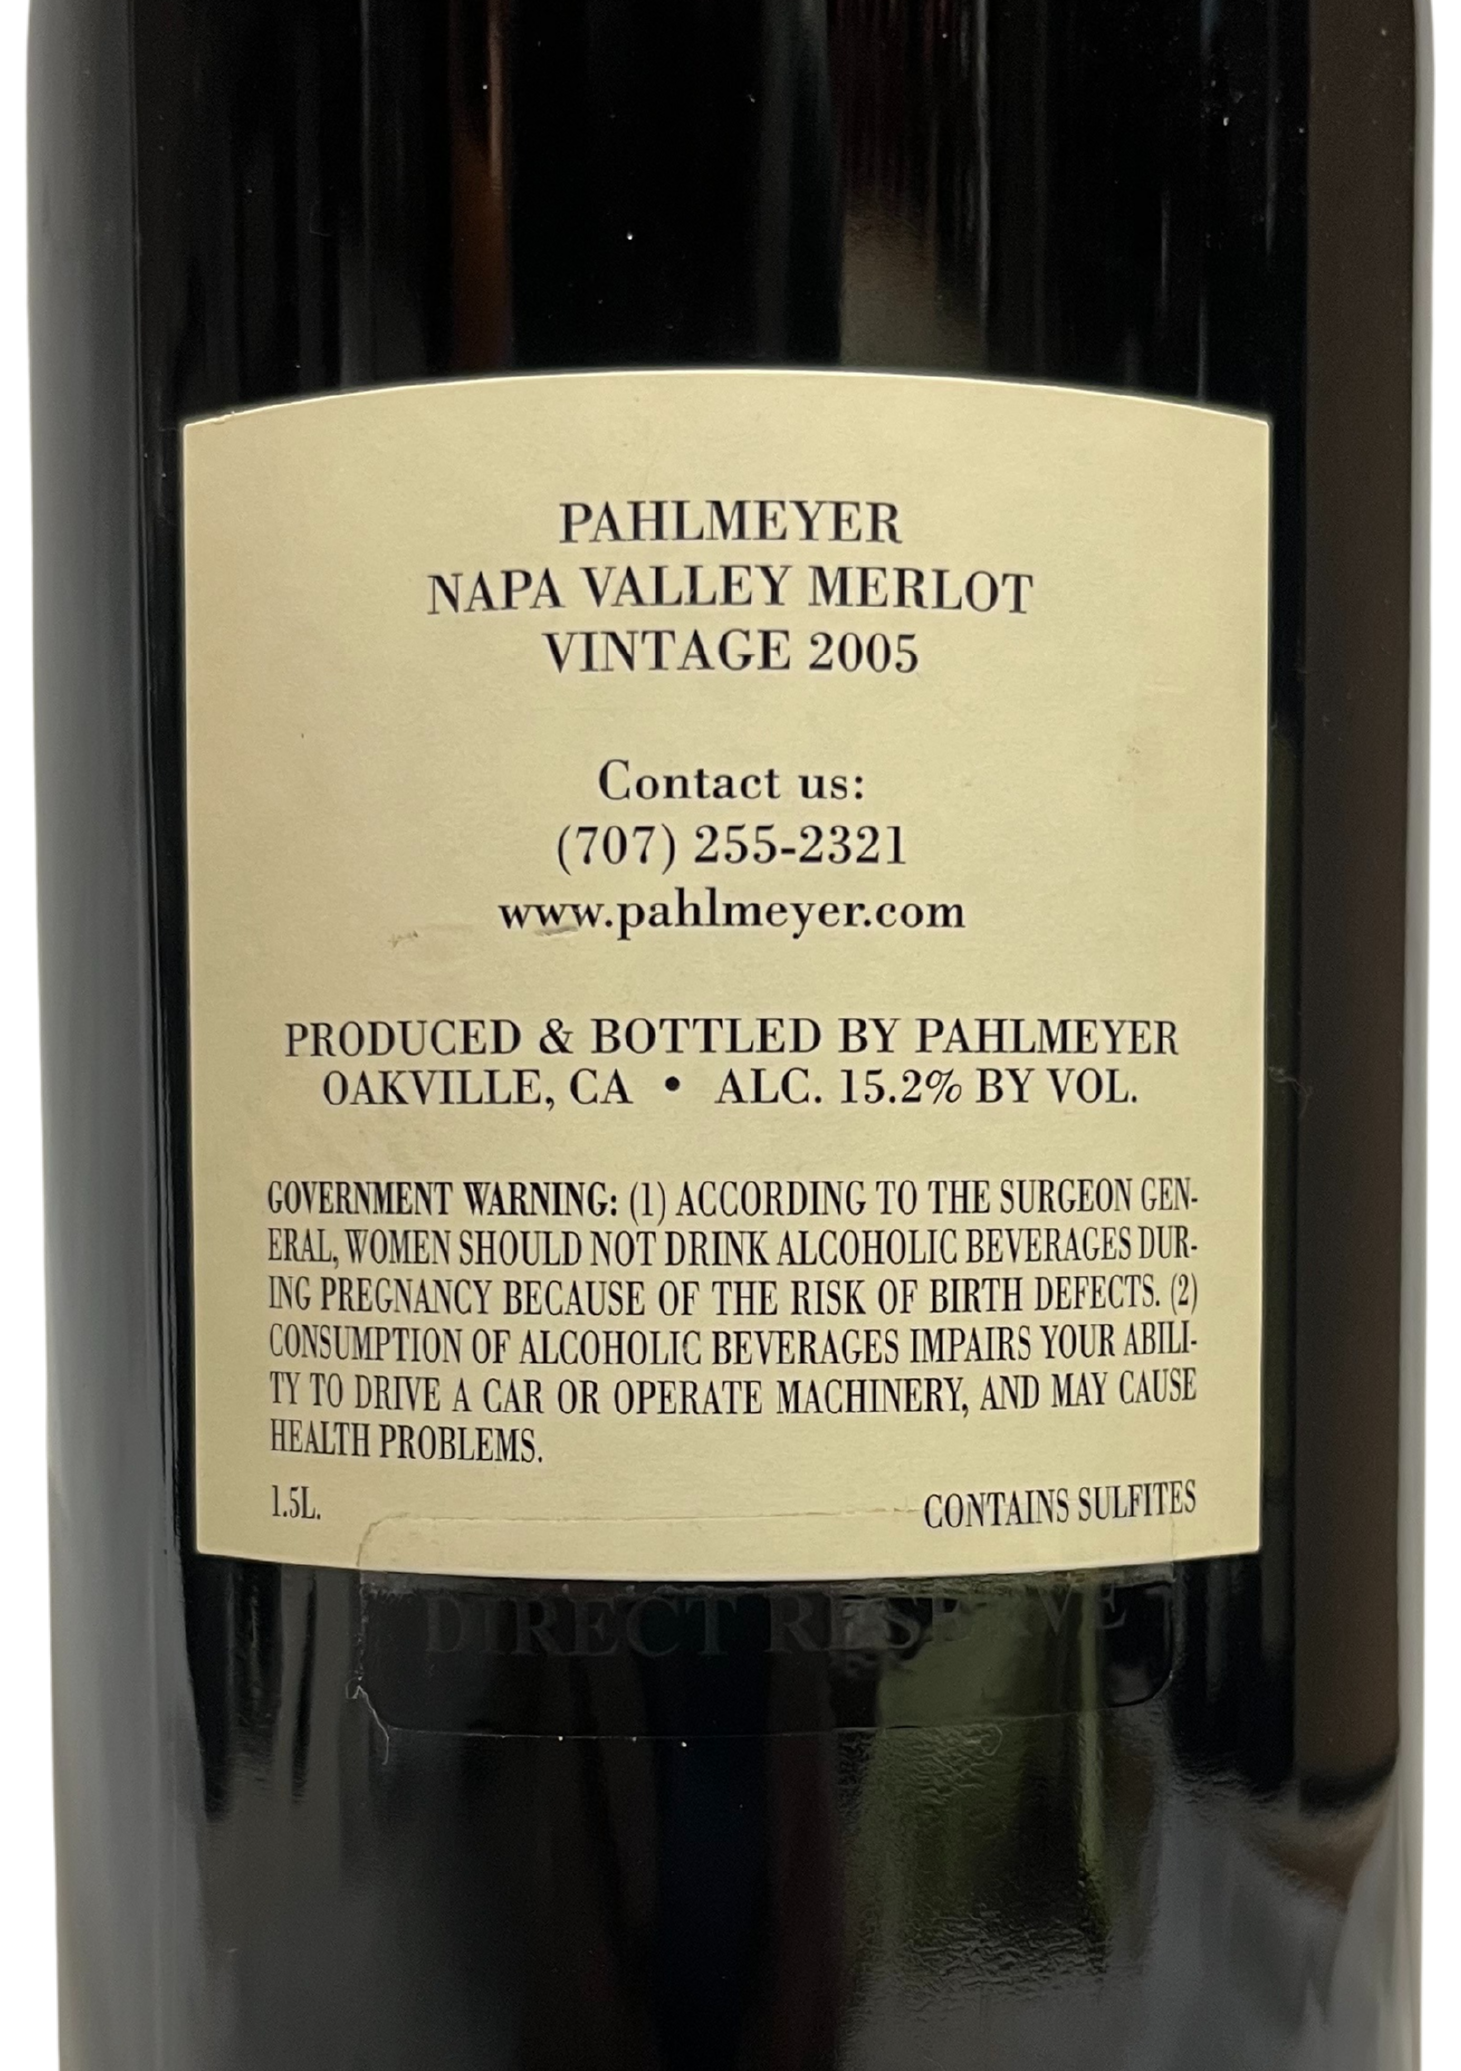 PAHLMEYER
NAPA VALLEY MERLOT
VINTAGE 2005
Contact us:
(707) 255-2321
www.pahlmeyer.com
PRODUCED & BOTTLED BY PAHLMEYER
OAKVILLE, CA • ALC. 15.2% BY VOL.
GOVERNMENT WARNING: (1) ACCORDING TO THE SURGEON GEN-
ERAL, WOMEN SHOULD NOT DRINK ALCOHOLIC BEVERAGES DUR-
ING PREGNANCY BECAUSE OF THE RISK OF BIRTH DEFECTS. (2)
CONSUMPTION OF ALCOHOLIC BEVERAGES IMPAIRS YOUR ABILI-
TY TO DRIVE A CAR OR OPERATE MACHINERY, AND MAY CAUSE
HEALTH PROBLEMS.
1.5L. CONTAINS SULFITES
DIRECT RESERVE